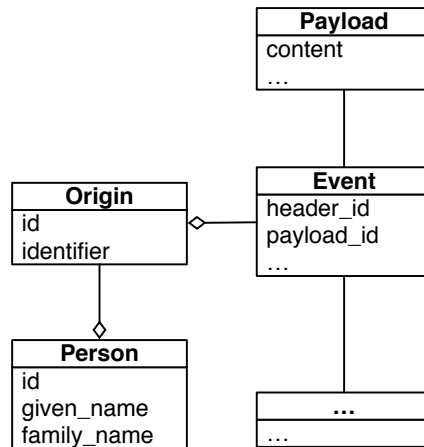 Payload
content
…
Event
header_id
payload_id
…
Origin
id
identifier
Person
id
given_name
family_name
...
…